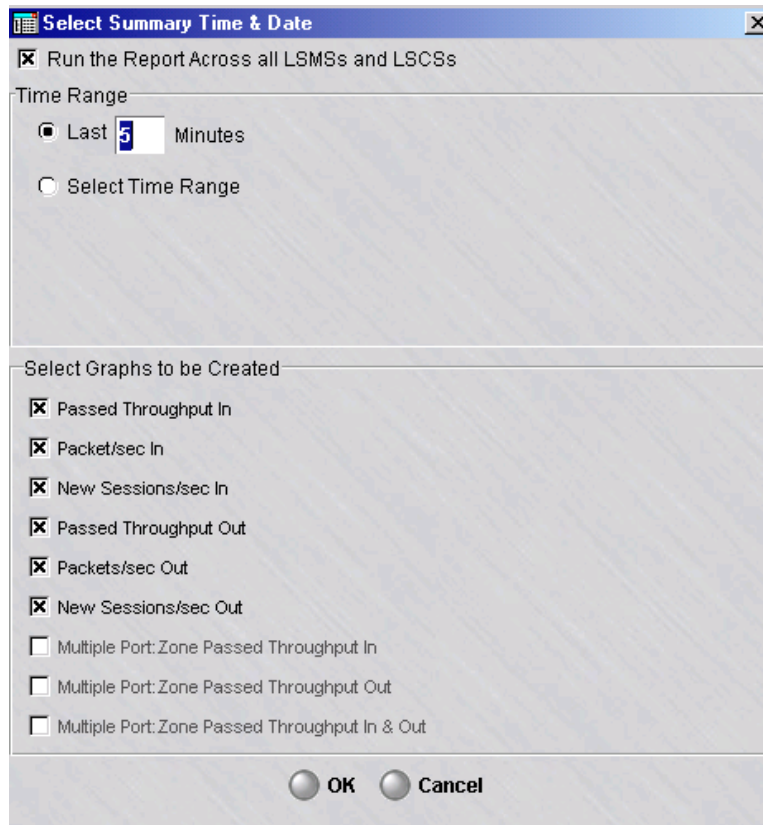 Select Summary Time & Date
Run the Report Across all LSMSs and LSCSs
Time Range
Last 5 Minutes
Select Time Range
Select Graphs to be Created
Passed Throughput In
Packet/sec In
New Sessions/sec In
Passed Throughput Out
Packets/sec Out
New Sessions/sec Out
Multiple Port:Zone Passed Throughput In
Multiple Port:Zone Passed Throughput Out
Multiple Port:Zone Passed Throughput In & Out
OK Cancel